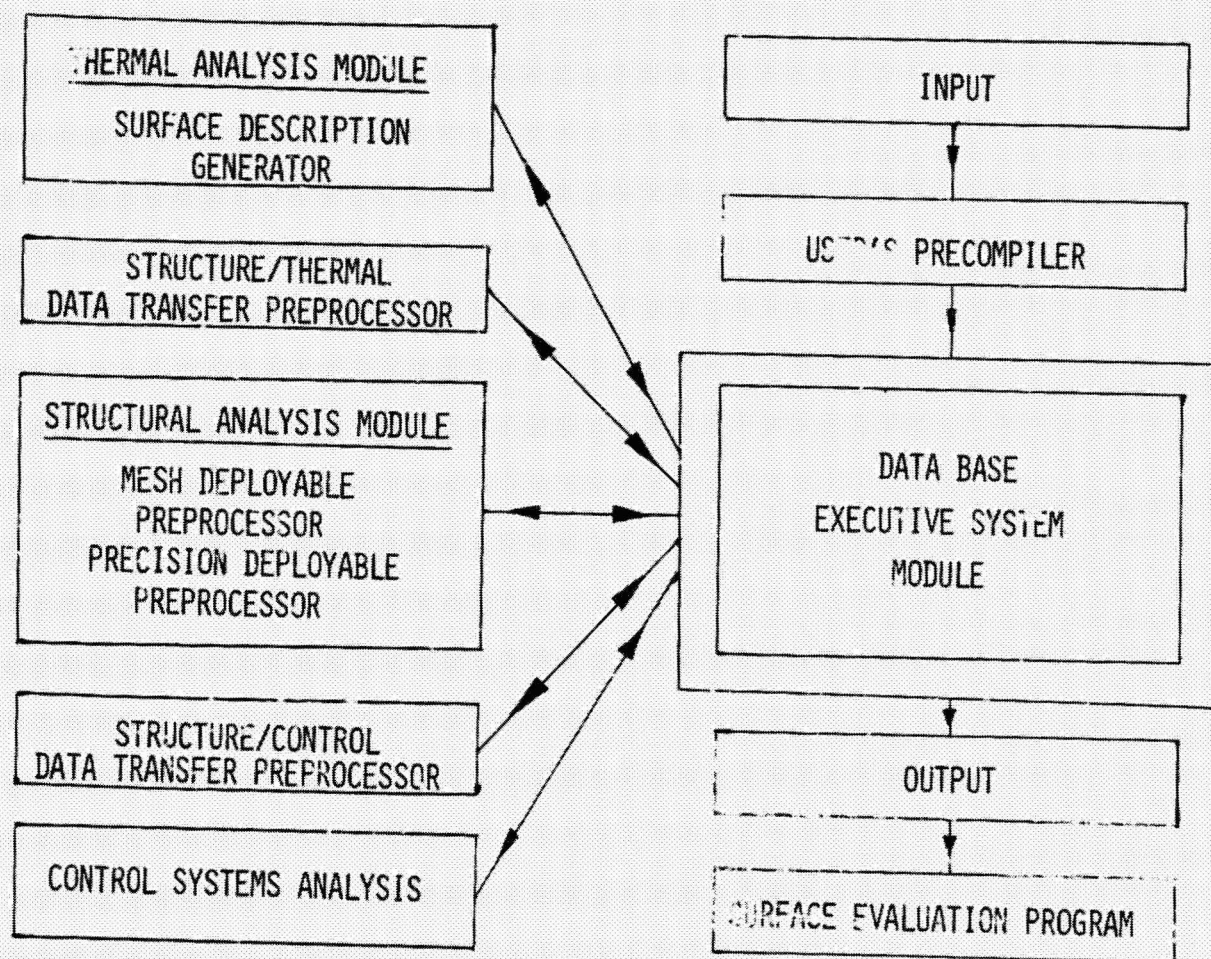 THERMAL ANALYSIS MODULE
SURFACE DESCRIPTION
GENERATOR
STRUCTURE/THERMAL
DATA TRANSFER PREPROCESSOR
STRUCTURAL ANALYSIS MODULE
MESH DEPLOYABLE
PREPROCESSOR
PRECISION DEPLOYABLE
PREPROCESSOR
STRUCTURE/CONTROL
DATA TRANSFER PREPROCESSOR
CONTROL SYSTEMS ANALYSIS
INPUT
USER'S PRECOMPILER
DATA BASE
EXECUTIVE SYSTEM
MODULE
OUTPUT
SURFACE EVALUATION PROGRAM